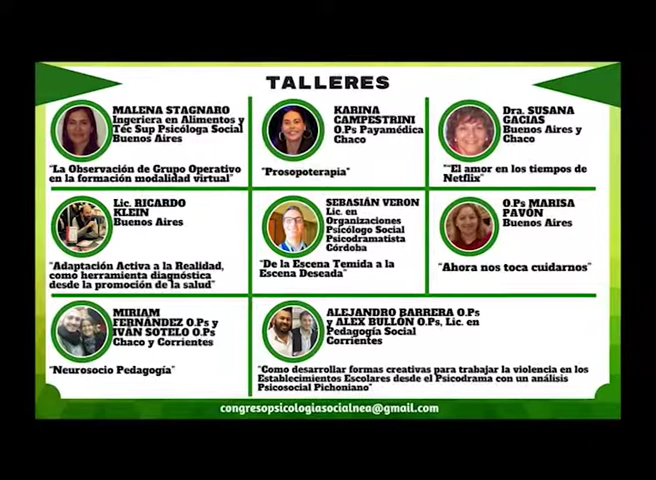 TALLERES
MALENA STAGNARO
Ingeriera en Alimentos y
Téc Sup Psicóloga Social
Buenos Aires
"La Observación de Grupo Operativo
en la formación modalidad virtual"
KARINA
CAMPESTRINI
O.Ps Payamédica
Chaco
"Prosopoterapia"
Dra. SUSANA
GACIAS
Buenos Aires y
Chaco
""El amor en los tiempos de
Netflix"
Lic. RICARDO
KLEIN
Buenos Aires
"Adaptación Activa a la Realidad,
como herramienta diagnóstica
desde la promoción de la salud"
SEBASIÁN VERON
Lic. en
Organizaciones
Psicólogo Social
Psicodramatista
Córdoba
"De la Escena Temida a la
Escena Deseada"
O.Ps MARISA
PAVÓN
Buenos Aires
"Ahora nos toca cuidarnos"
MIRIAM
FERNÁNDEZ O.Ps y
IVÁN SOTELO O.Ps
Chaco y Corrientes
"Neurosocio Pedagogía"
ALEJANDRO BARRERA O.Ps
y ALEX BULLÓN O.Ps, Lic. en
Pedagogía Social
Corrientes
"Como desarrollar formas creativas para trabajar la violencia en los
Establecimientos Escolares desde el Psicodrama con un análisis
Psicosocial Pichoniano"
congresopsicologiasocialnea@gmail.com